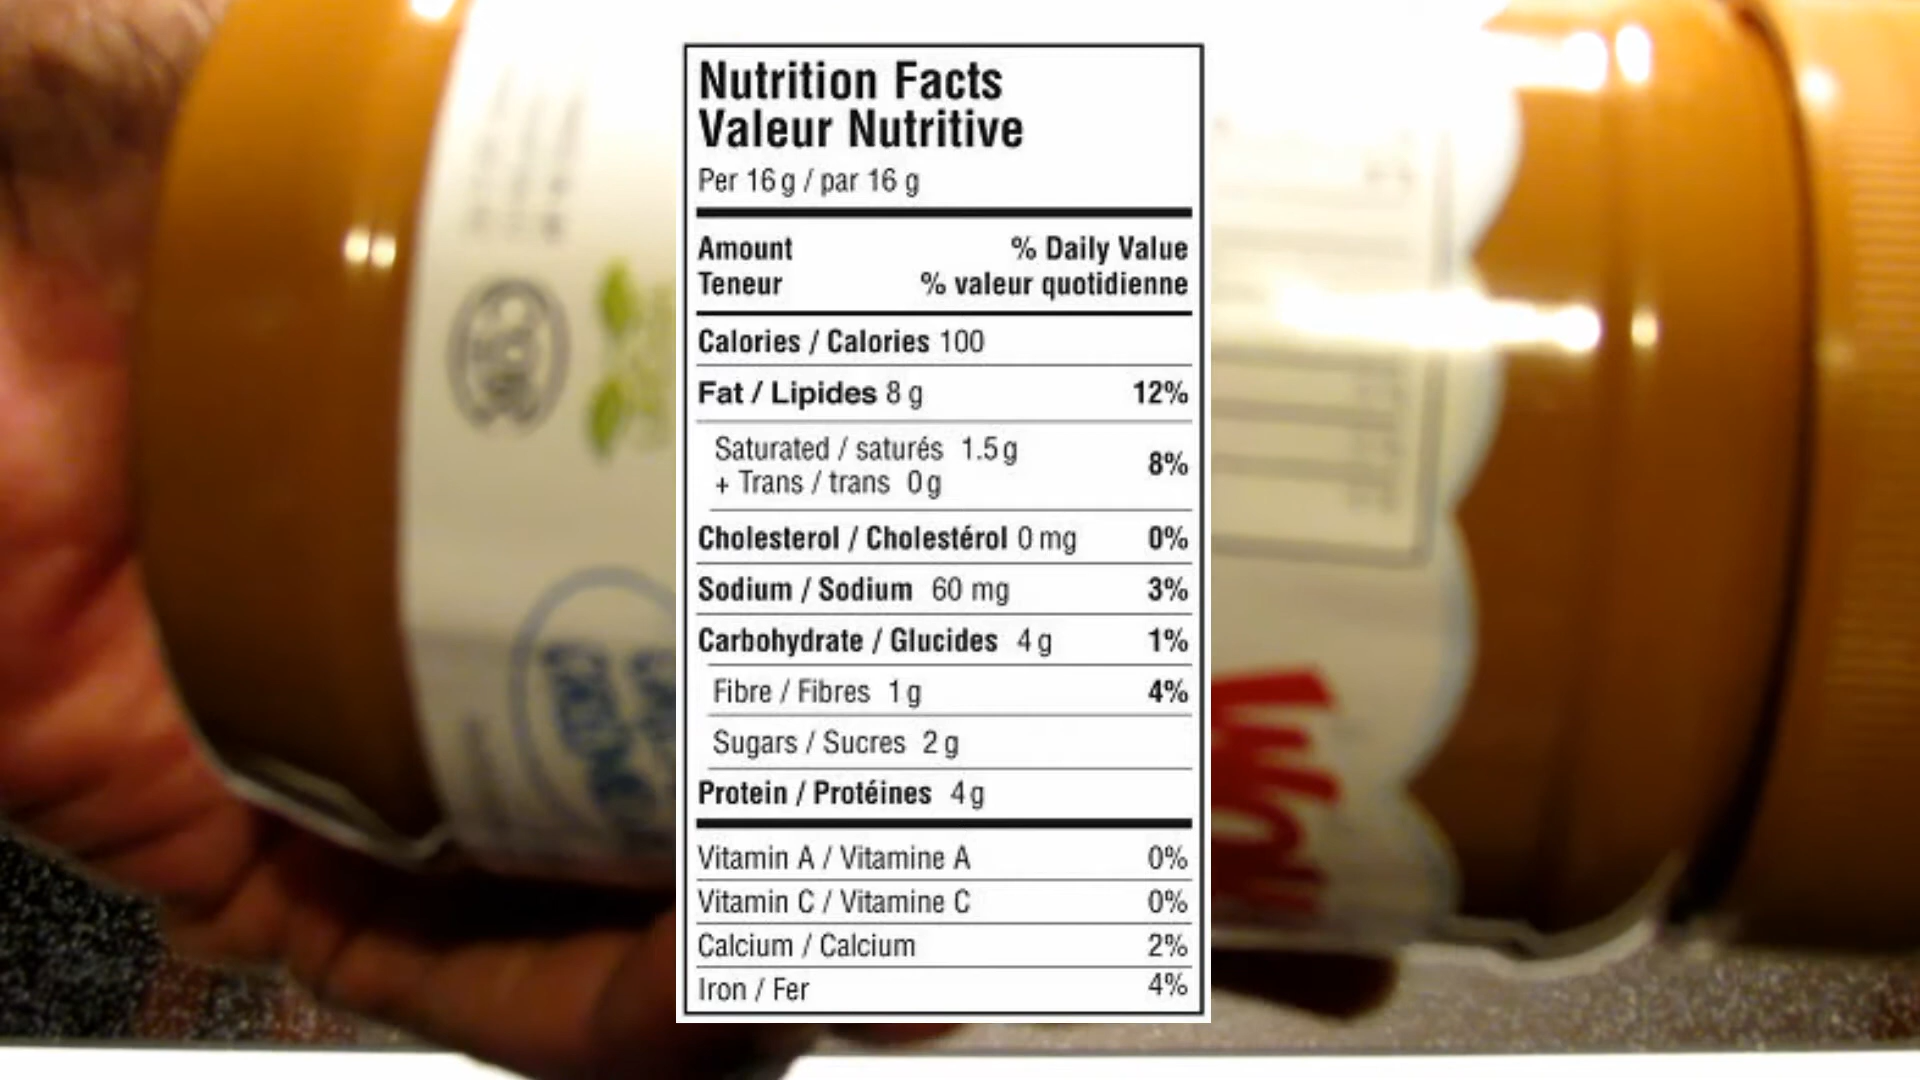 Nutrition Facts
Valeur Nutritive
Per 16 g / par 16 g
Amount % Daily Value
Teneur % valeur quotidienne
Calories / Calories 100
Fat / Lipides 8 g 12%
Saturated / saturés 1.5 g 8%
+ Trans / trans 0 g
Cholesterol / Cholestérol 0 mg 0%
Sodium / Sodium 60 mg 3%
Carbohydrate / Glucides 4 g 1%
Fibre / Fibres 1 g 4%
Sugars / Sucres 2 g
Protein / Protéines 4 g
Vitamin A / Vitamine A 0%
Vitamin C / Vitamine C 0%
Calcium / Calcium 2%
Iron / Fer 4%